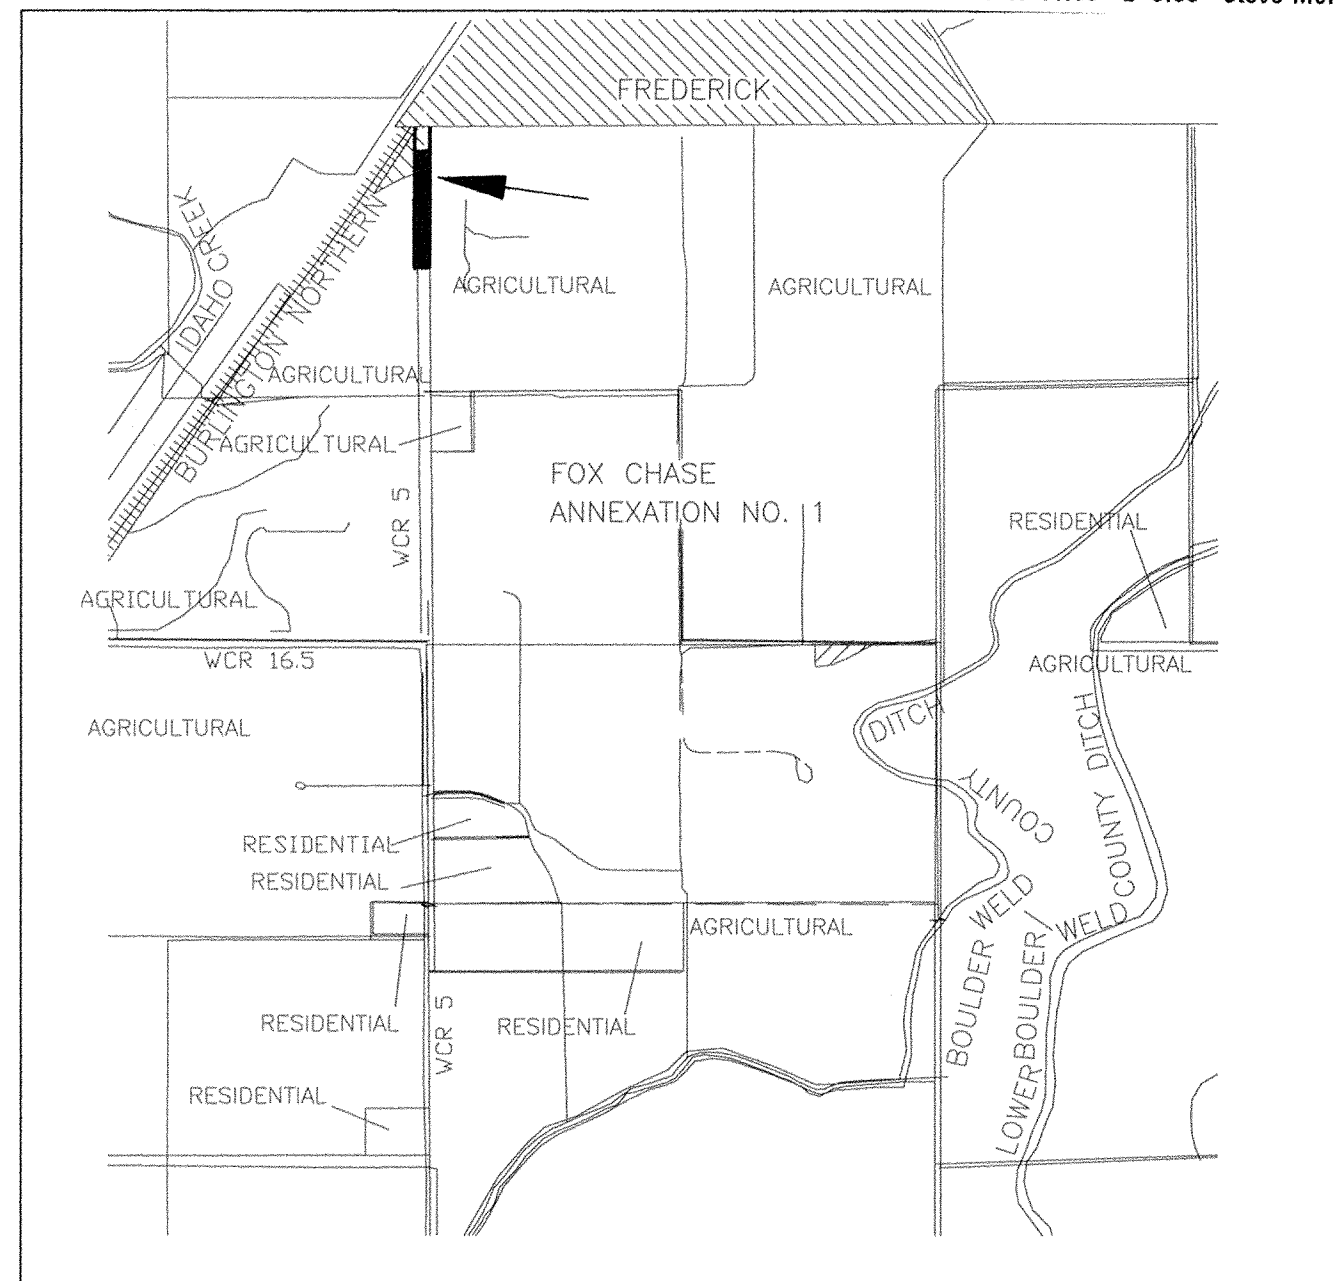 FREDERICK
IDAHO CREEK
BURLINGTON NORTHERN
AGRICULTURAL
AGRICULTURAL
AGRICULTURAL
AGRICULTURAL
FOX CHASE
ANNEXATION NO. 1
WCR 5
RESIDENTIAL
AGRICULTURAL
WCR 16.5
AGRICULTURAL
AGRICULTURAL
DITCH
COUNTY
WELD
BOULDER
DITCH
COUNTY
WELD
BOULDER
LOWER
RESIDENTIAL
RESIDENTIAL
AGRICULTURAL
RESIDENTIAL
WCR 5
RESIDENTIAL
RESIDENTIAL